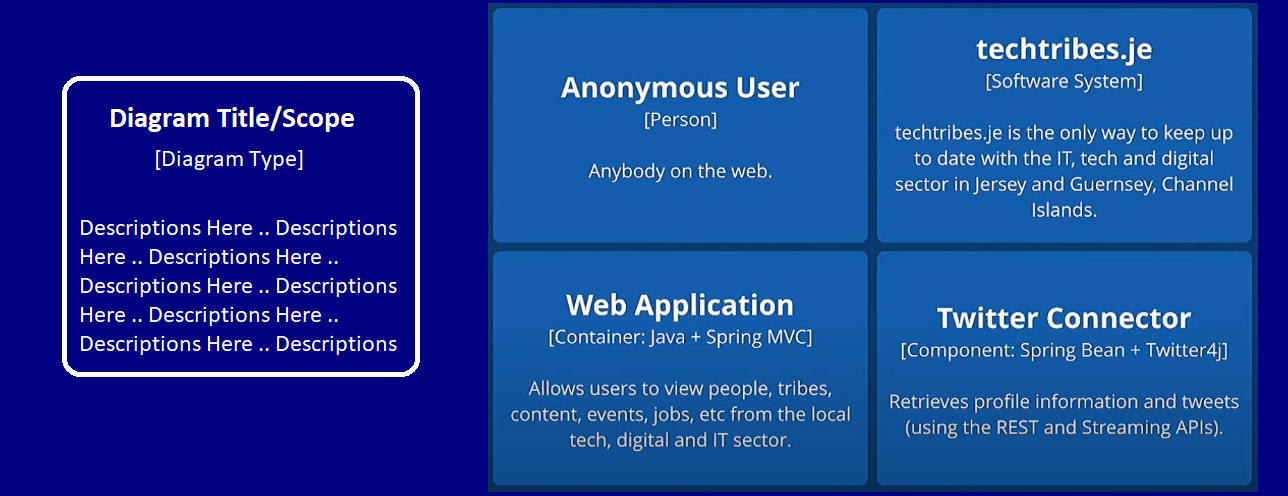 Diagram Title/Scope
[Diagram Type]
Descriptions Here .. Descriptions
Here .. Descriptions Here ..
Descriptions Here .. Descriptions
Here .. Descriptions Here ..
Descriptions Here .. Descriptions
Anonymous User
[Person]
Anybody on the web.
techtribes.je
[Software System]
techtribes.je is the only way to keep up
to date with the IT, tech and digital
sector in Jersey and Guernsey, Channel
Islands.
Web Application
[Container: Java + Spring MVC]
Allows users to view people, tribes,
content, events, jobs, etc from the local
tech, digital and IT sector.
Twitter Connector
[Component: Spring Bean + Twitter4j]
Retrieves profile information and tweets
(using the REST and Streaming APIs).